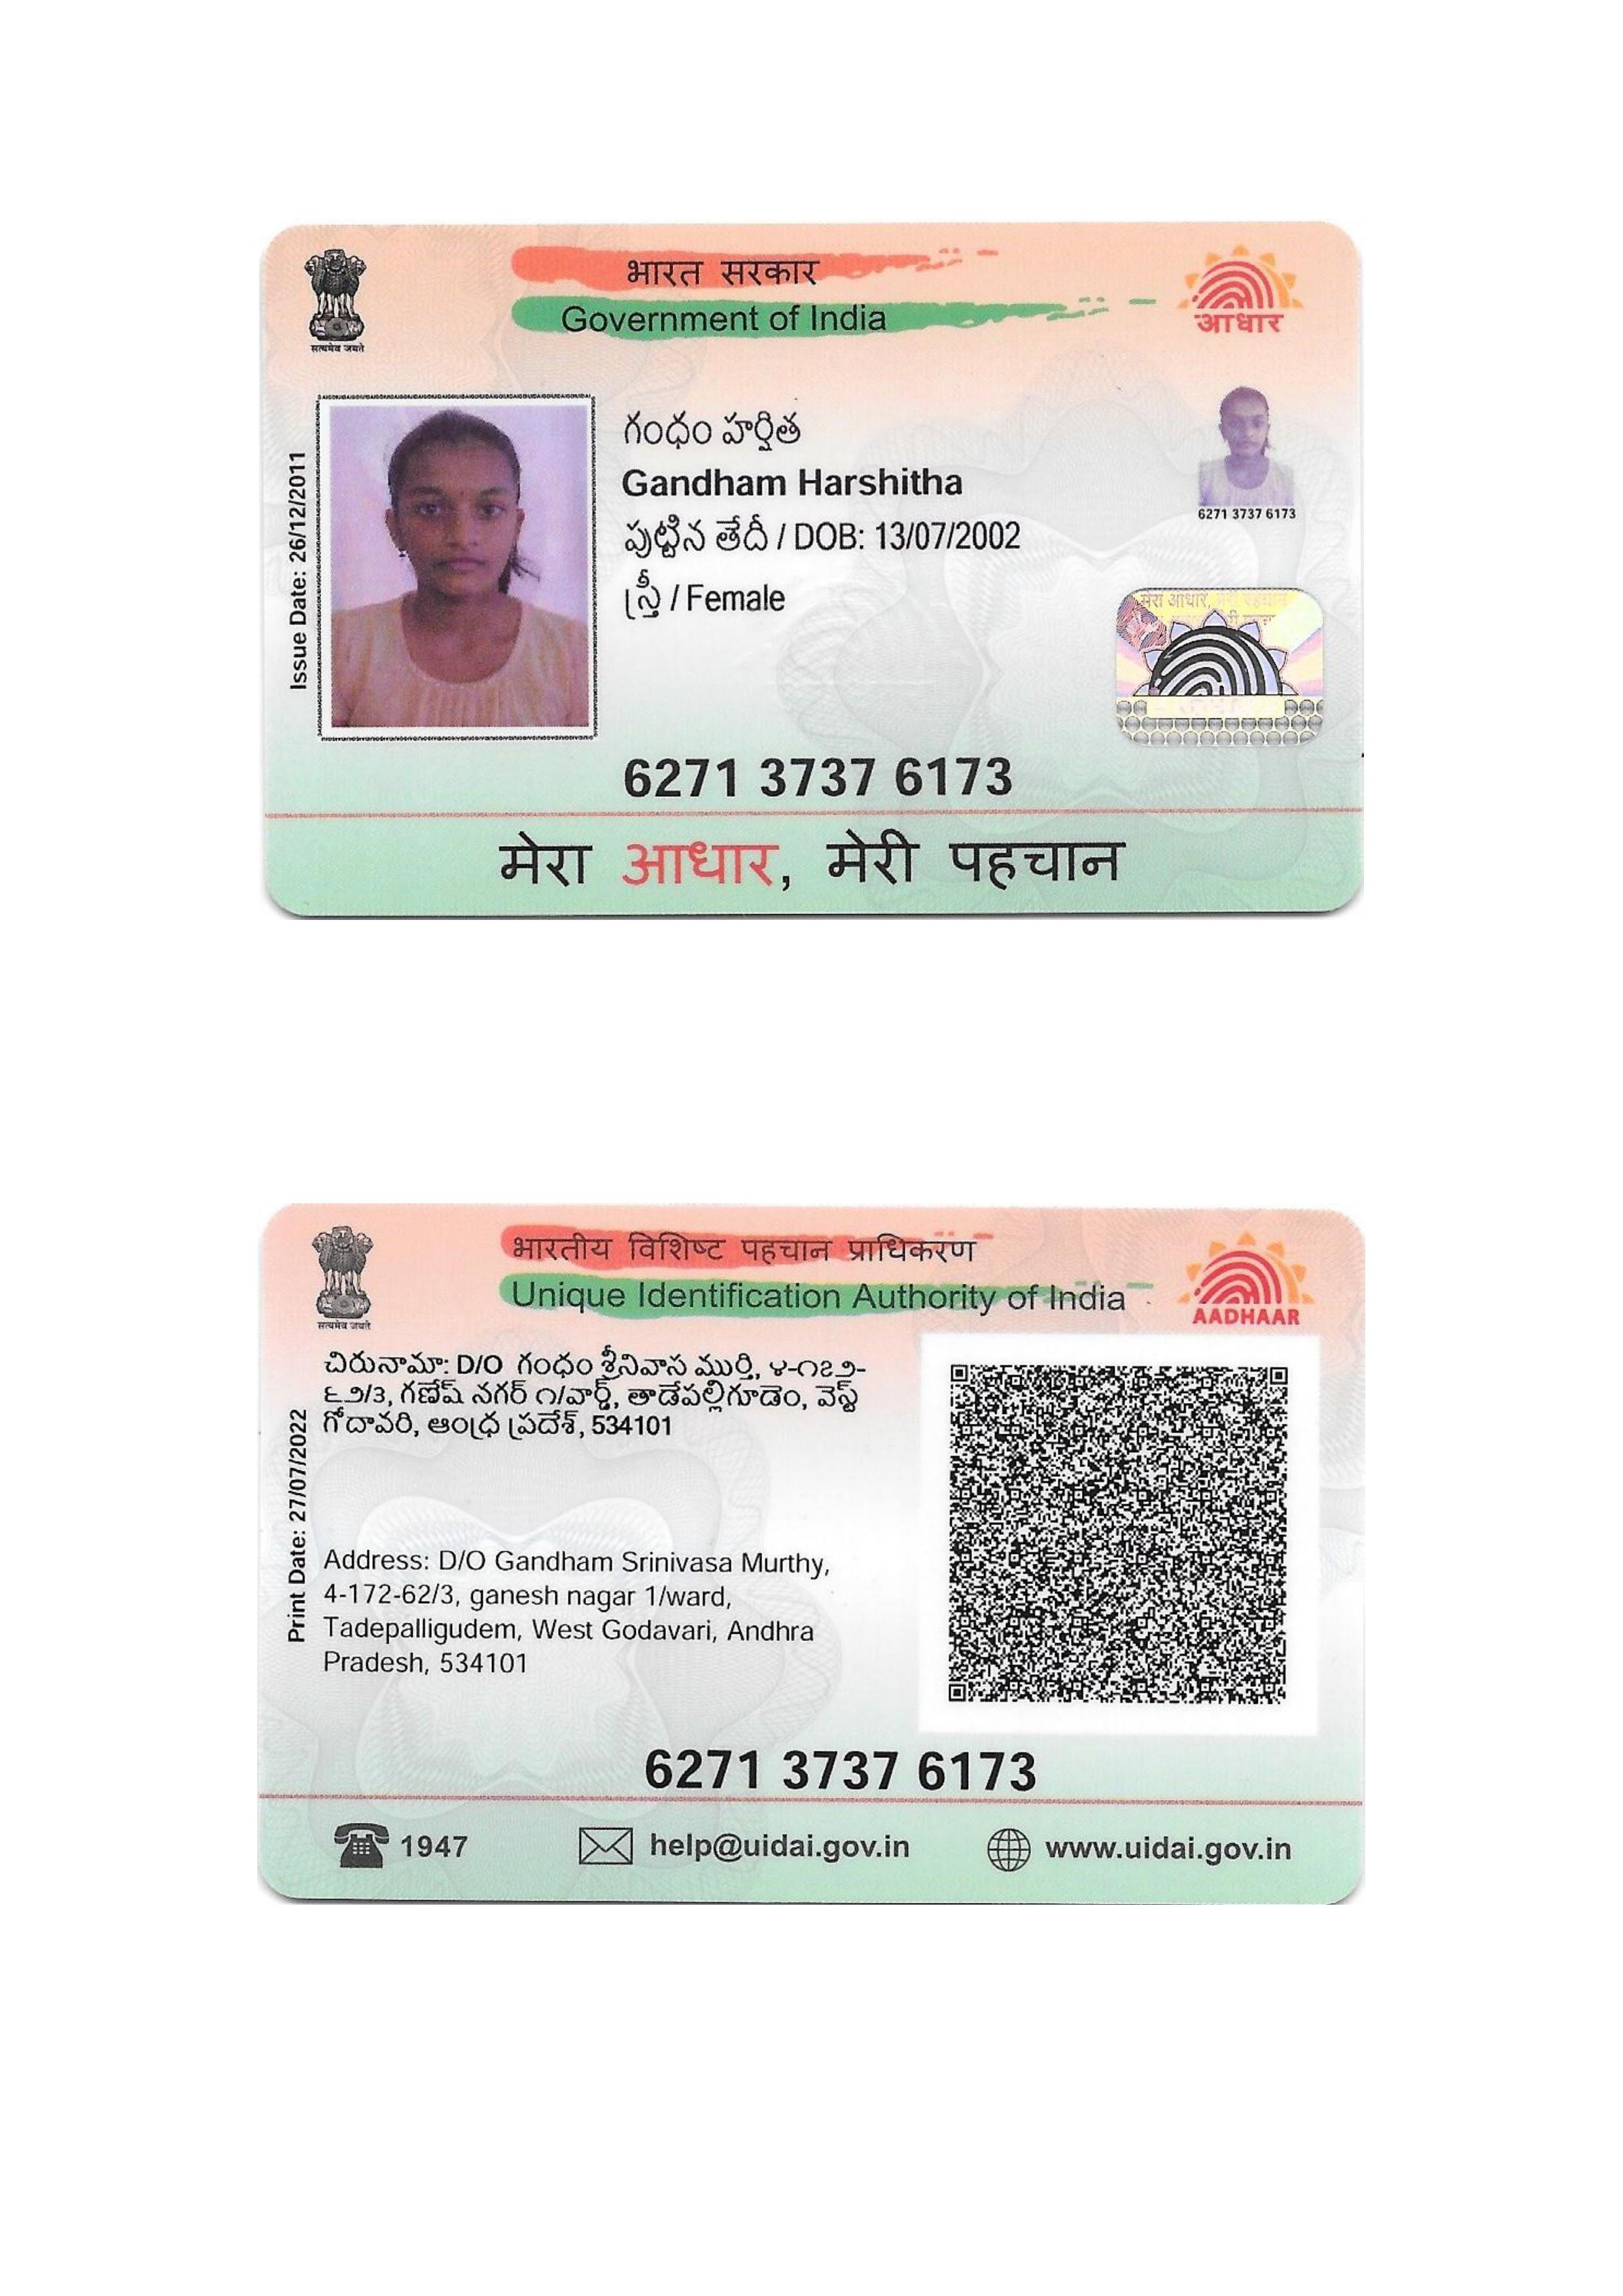 भारत सरकार
Government of India
सत्यमेव जयते
आधार
Issue Date: 26/12/2011
గంధం హర్షిత
Gandham Harshitha
పుట్టిన తేదీ / DOB: 13/07/2002
స్త్రీ / Female
6271 3737 6173
6271 3737 6173
मेरा आधार, मेरी पहचान
भारतीय विशिष्ट पहचान प्राधिकरण
Unique Identification Authority of India
सत्यमेव जयते
AADHAAR
Print Date: 27/07/2022
చిరునామా: D/O గంధం శ్రీనివాస ముర్తి, ౪-౧౭౨-
౬౨/3, గణేష్ నగర్ ౧/వార్డ్, తాడేపల్లిగూడెం, వెస్ట్
గోదావరి, ఆంధ్ర ప్రదేశ్, 534101
Address: D/O Gandham Srinivasa Murthy,
4-172-62/3, ganesh nagar 1/ward,
Tadepalligudem, West Godavari, Andhra
Pradesh, 534101
6271 3737 6173
1947
help@uidai.gov.in
www.uidai.gov.in